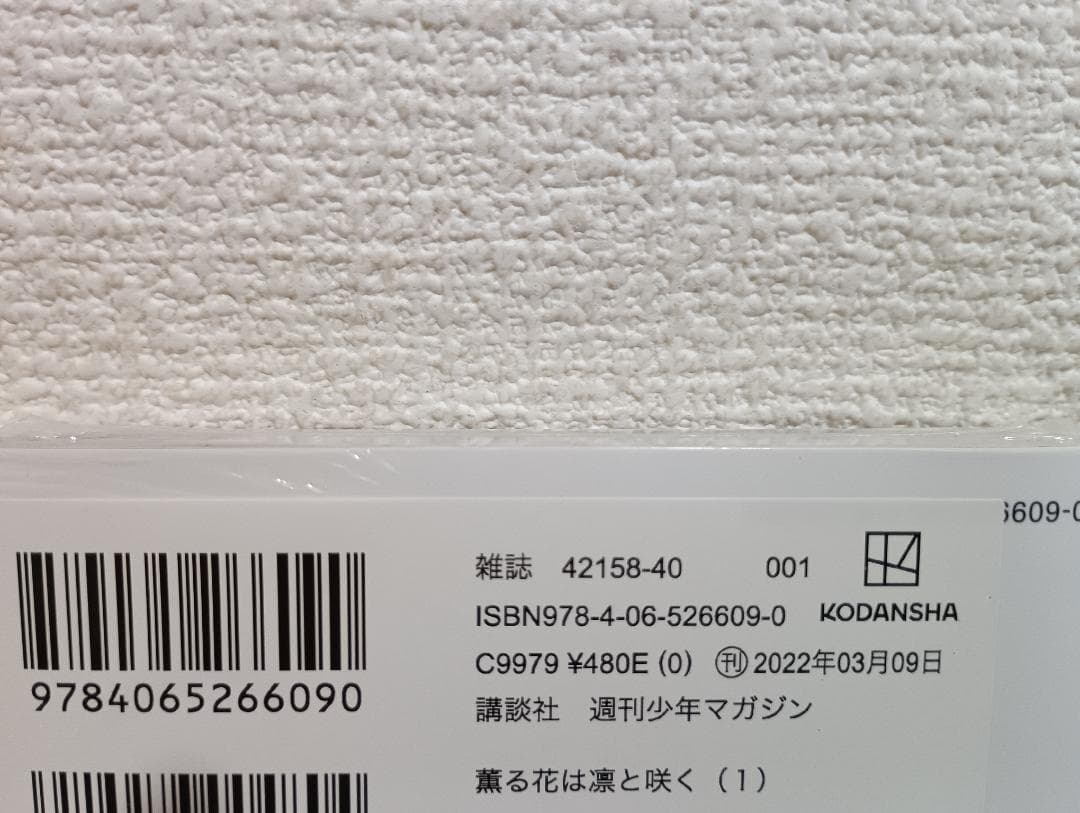 6609-0
雑誌 42158-40 001
ISBN978-4-06-526609-0 KODANSHA
C9979 ¥480E (0) ㊞2022年03月09日
講談社 週刊少年マガジン
9784065266090
薫る花は凛と咲く(1)